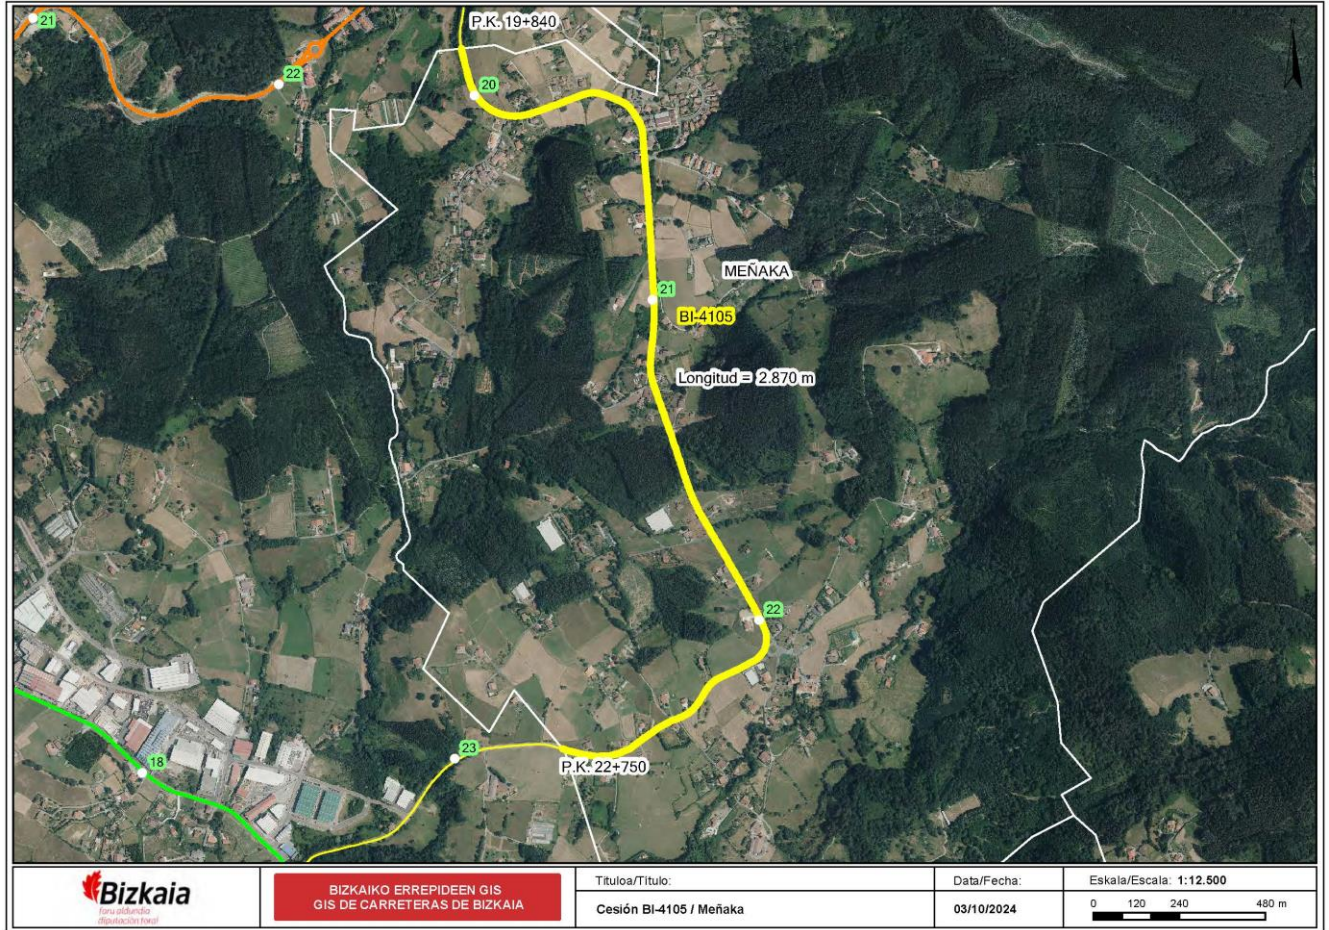 21
P.K. 19+840
22
20
MEÑAKA
21
BI-4105
Longitud = 2.870 m
22
23
P.K. 22+750
18
Bizkaia
foru aldundia
diputación foral
BIZKAIKO ERREPIDEEN GIS
GIS DE CARRETERAS DE BIZKAIA
Tituloa/Titulo:
Cesión BI-4105 / Meñaka
Data/Fecha:
03/10/2024
Eskala/Escala: 1:12.500
0 120 240 480 m